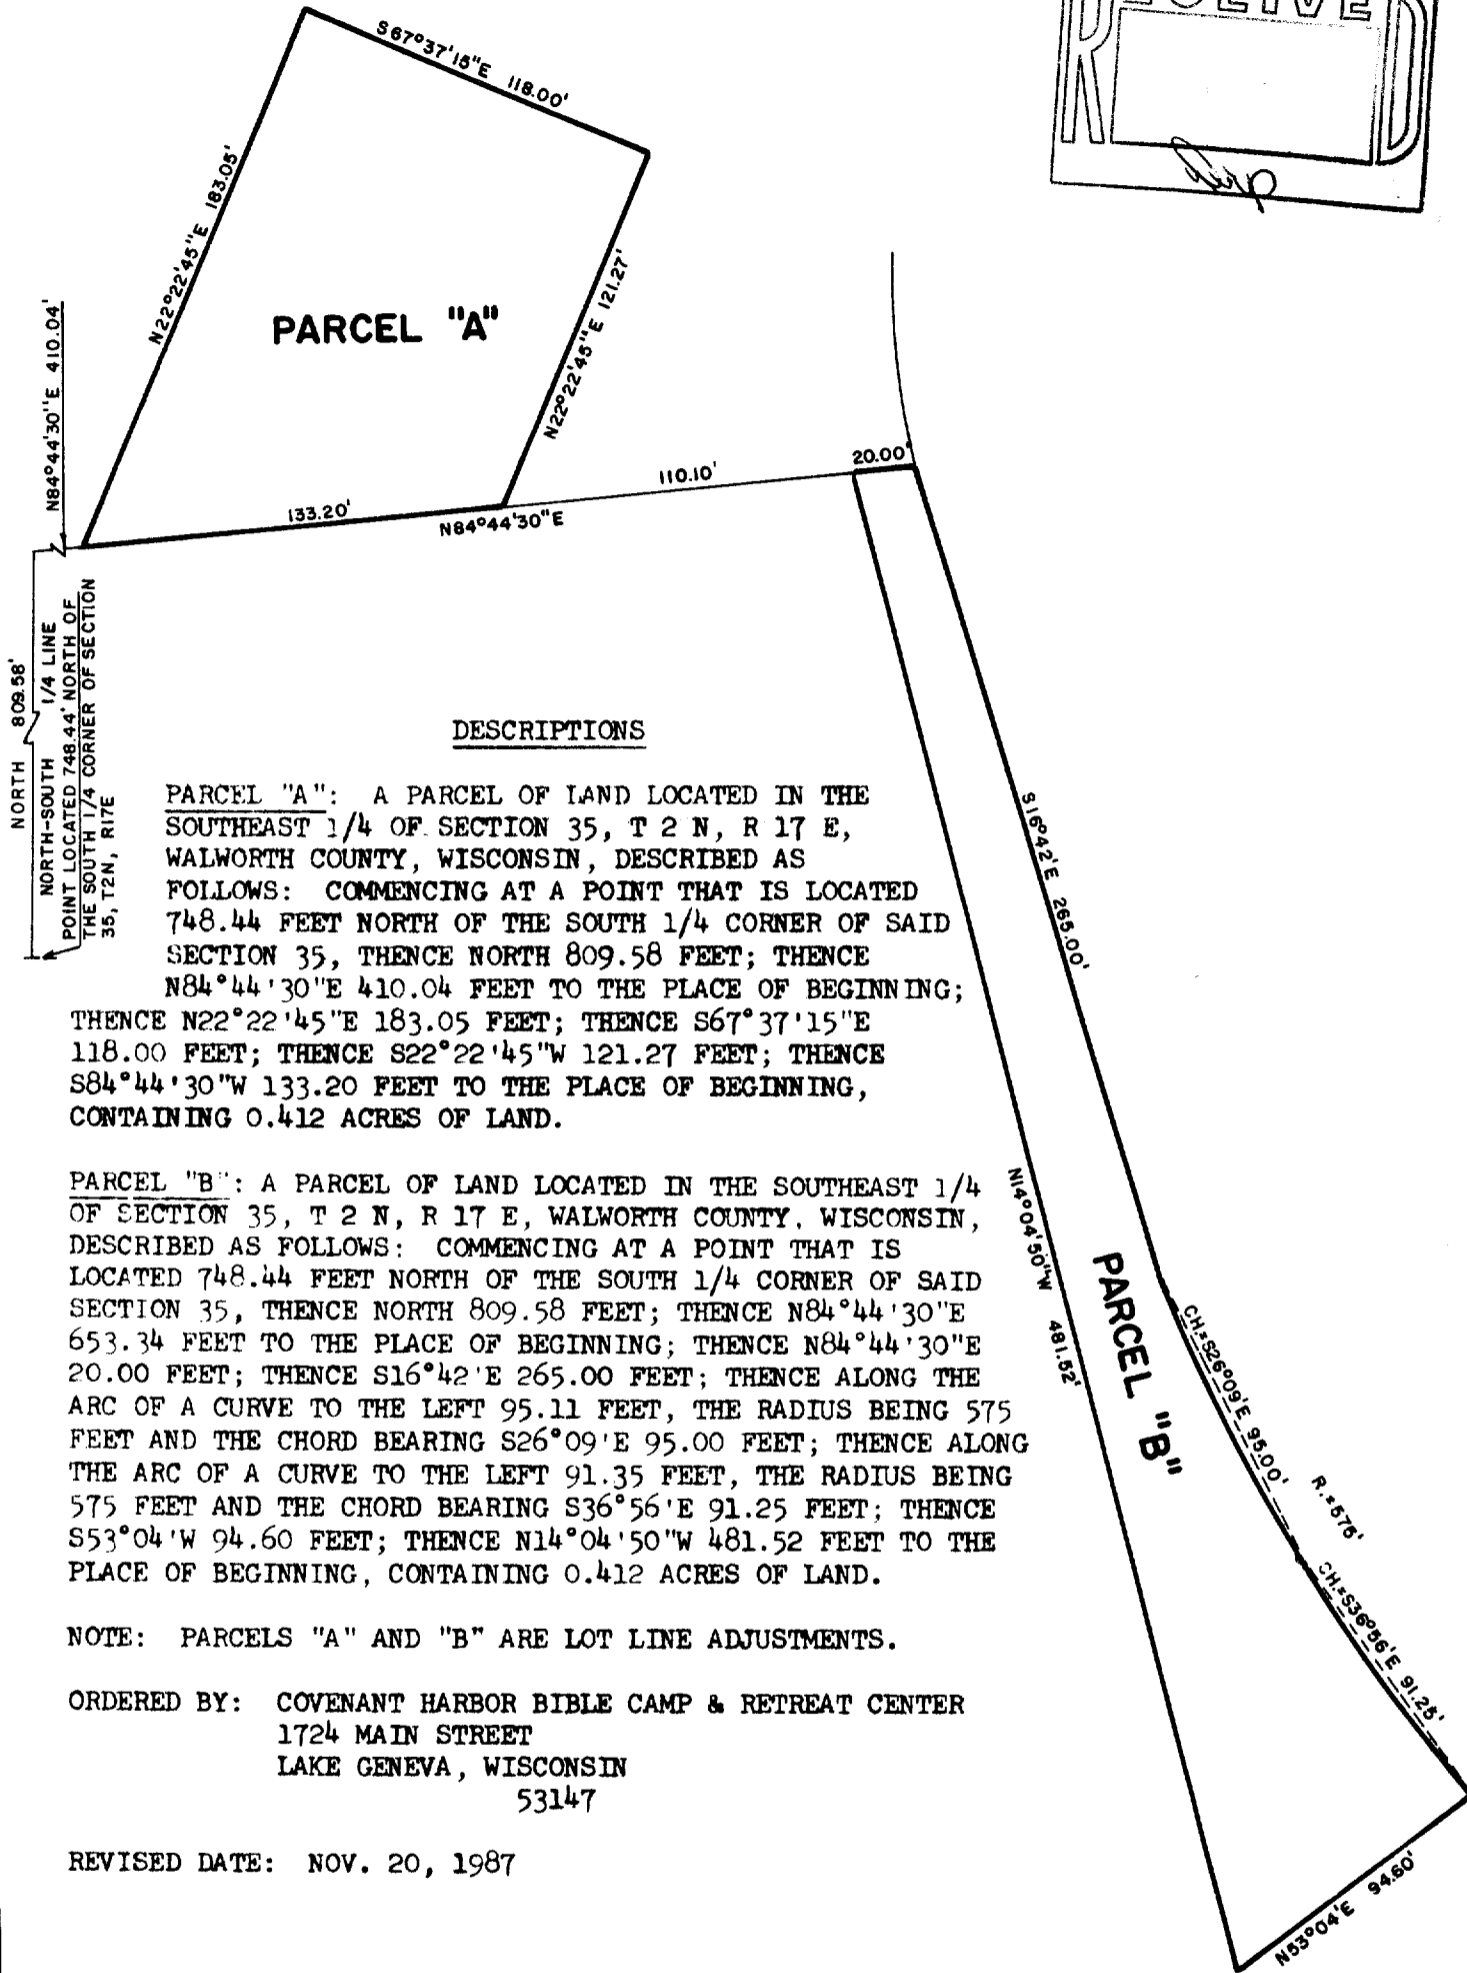 RECEIVED
S67°37'15"E 118.00'
N22°22'45"E 183.05'
PARCEL "A"
N22°22'45"E 121.27'
N84°44'30"E 410.04'
133.20'
N84°44'30"E
110.10'
20.00'
NORTH 809.58'
NORTH-SOUTH 1/4 LINE
POINT LOCATED 748.44' NORTH OF
THE SOUTH 1/4 CORNER OF SECTION
35, T2N, R17E
DESCRIPTIONS
PARCEL "A": A PARCEL OF LAND LOCATED IN THE
SOUTHEAST 1/4 OF SECTION 35, T 2 N, R 17 E,
WALWORTH COUNTY, WISCONSIN, DESCRIBED AS
FOLLOWS: COMMENCING AT A POINT THAT IS LOCATED
748.44 FEET NORTH OF THE SOUTH 1/4 CORNER OF SAID
SECTION 35, THENCE NORTH 809.58 FEET; THENCE
N84°44'30"E 410.04 FEET TO THE PLACE OF BEGINNING;
THENCE N22°22'45"E 183.05 FEET; THENCE S67°37'15"E
118.00 FEET; THENCE S22°22'45"W 121.27 FEET; THENCE
S84°44'30"W 133.20 FEET TO THE PLACE OF BEGINNING,
CONTAINING 0.412 ACRES OF LAND.
PARCEL "B": A PARCEL OF LAND LOCATED IN THE SOUTHEAST 1/4
OF SECTION 35, T 2 N, R 17 E, WALWORTH COUNTY, WISCONSIN,
DESCRIBED AS FOLLOWS: COMMENCING AT A POINT THAT IS
LOCATED 748.44 FEET NORTH OF THE SOUTH 1/4 CORNER OF SAID
SECTION 35, THENCE NORTH 809.58 FEET; THENCE N84°44'30"E
653.34 FEET TO THE PLACE OF BEGINNING; THENCE N84°44'30"E
20.00 FEET; THENCE S16°42'E 265.00 FEET; THENCE ALONG THE
ARC OF A CURVE TO THE LEFT 95.11 FEET, THE RADIUS BEING 575
FEET AND THE CHORD BEARING S26°09'E 95.00 FEET; THENCE ALONG
THE ARC OF A CURVE TO THE LEFT 91.35 FEET, THE RADIUS BEING
575 FEET AND THE CHORD BEARING S36°56'E 91.25 FEET; THENCE
S53°04'W 94.60 FEET; THENCE N14°04'50"W 481.52 FEET TO THE
PLACE OF BEGINNING, CONTAINING 0.412 ACRES OF LAND.
NOTE: PARCELS "A" AND "B" ARE LOT LINE ADJUSTMENTS.
ORDERED BY: COVENANT HARBOR BIBLE CAMP & RETREAT CENTER
1724 MAIN STREET
LAKE GENEVA, WISCONSIN
53147
REVISED DATE: NOV. 20, 1987
S16°42'E 265.00'
N14°04'50"W 481.52'
PARCEL "B"
CH.=S26°09'E 95.00'
R.=575'
CH.=S36°56'E 91.25'
N53°04'E 94.60'